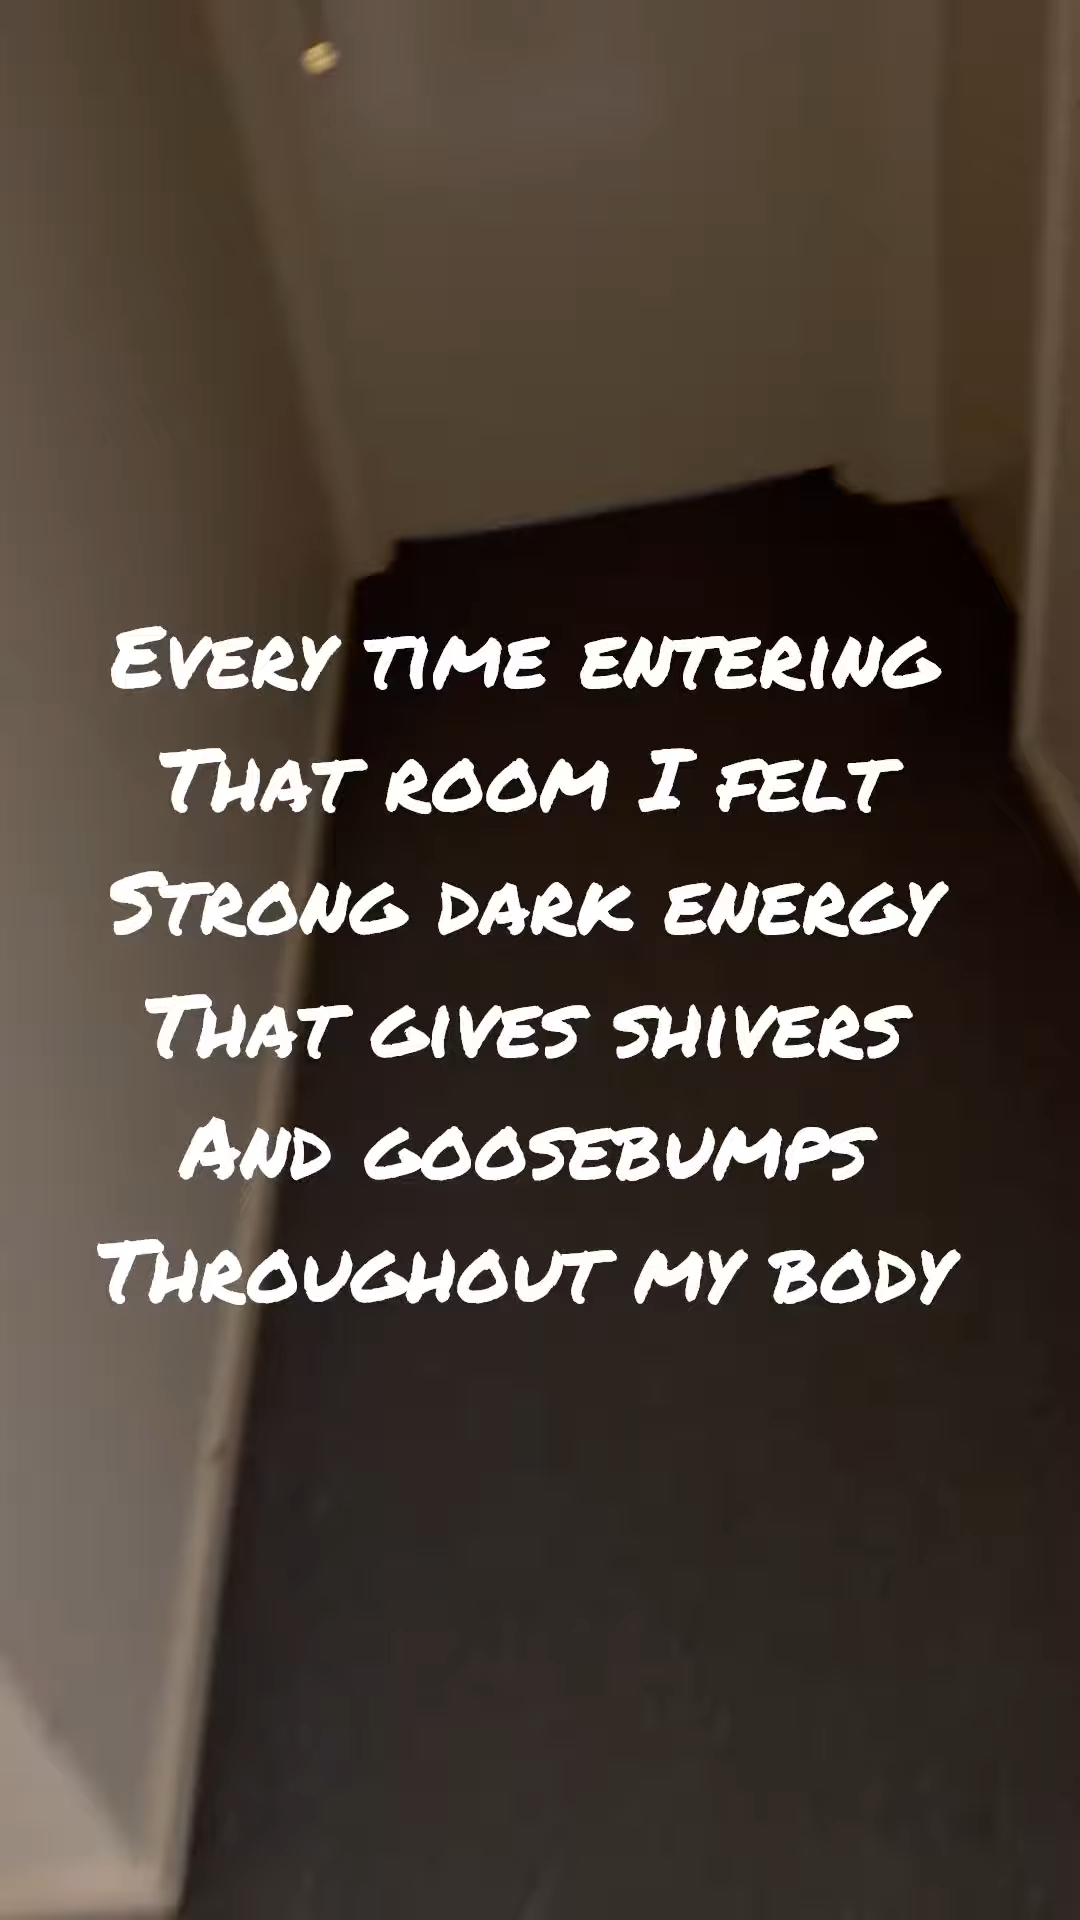 Every time entering
That room I felt
Strong dark energy
That gives shivers
And goosebumps
Throughout my body